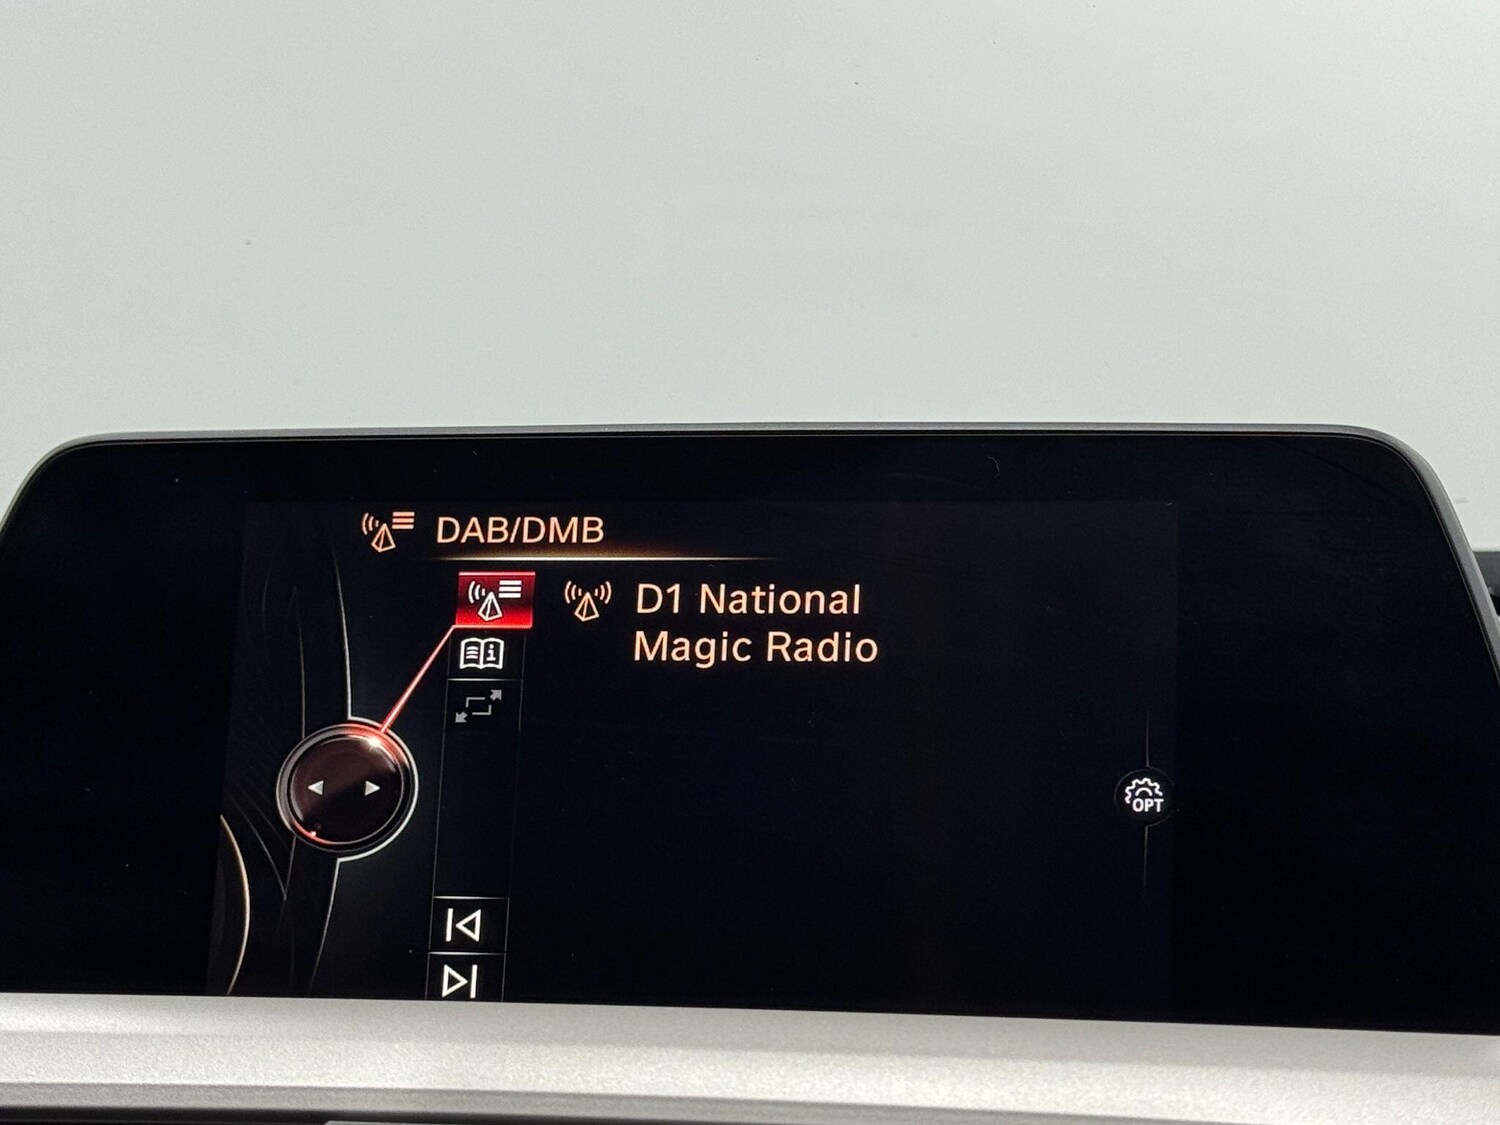 DAB/DMB
D1 National
Magic Radio
OPT